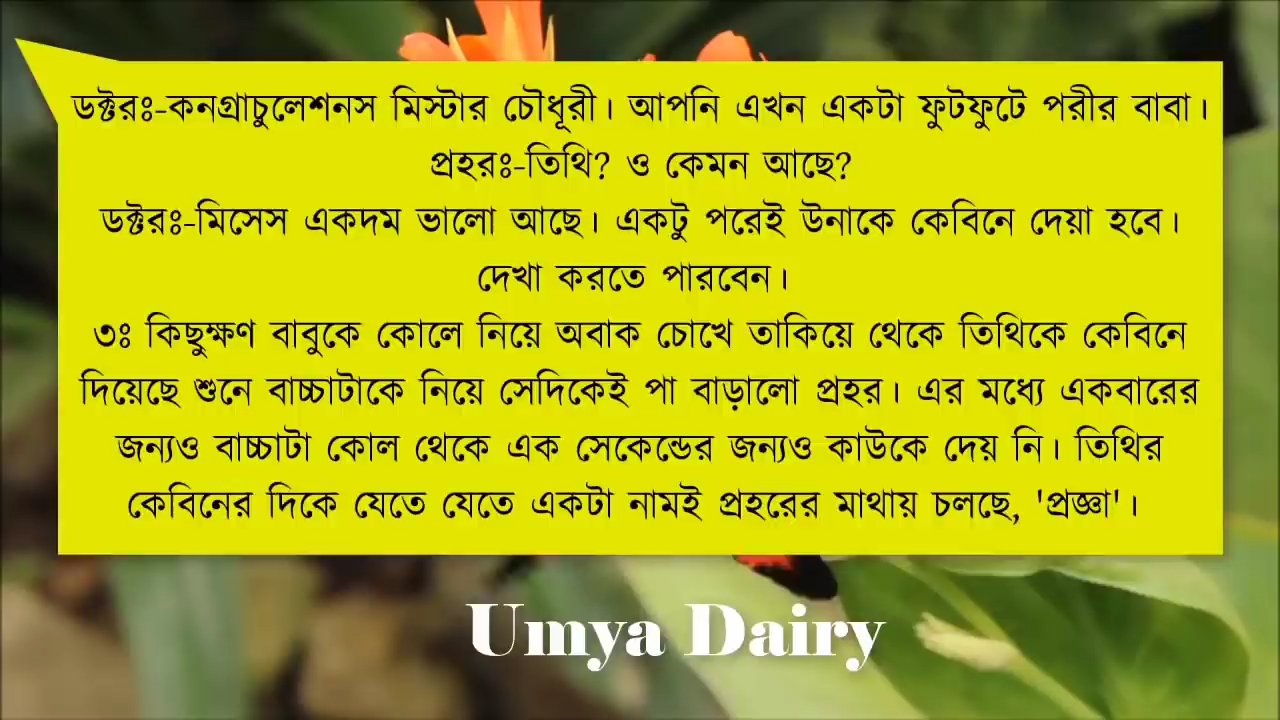 ডক্টরঃ-কনগ্রাচুলেশনস মিস্টার চৌধূরী। আপনি এখন একটা ফুটফুটে পরীর বাবা।
প্রহরঃ-তিথি? ও কেমন আছে?
ডক্টরঃ-মিসেস একদম ভালো আছে। একটু পরেই উনাকে কেবিনে দেয়া হবে।
দেখা করতে পারবেন।
৩ঃ কিছুক্ষণ বাবুকে কোলে নিয়ে অবাক চোখে তাকিয়ে থেকে তিথিকে কেবিনে
দিয়েছে শুনে বাচ্চাটাকে নিয়ে সেদিকেই পা বাড়ালো প্রহর। এর মধ্যে একবারের
জন্যও বাচ্চাটা কোল থেকে এক সেকেন্ডের জন্যও কাউকে দেয় নি। তিথির
কেবিনের দিকে যেতে যেতে একটা নামই প্রহরের মাথায় চলছে, 'প্রজ্ঞা'।
Umya Dairy